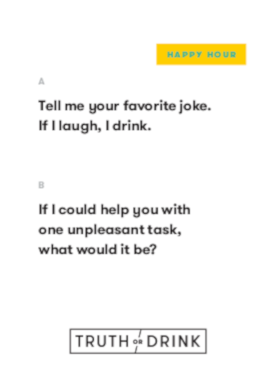 HAPPY HOUR
A
Tell me your favorite joke.
If I laugh, I drink.
B
If I could help you with
one unpleasant task,
what would it be?
TRUTH OR DRINK